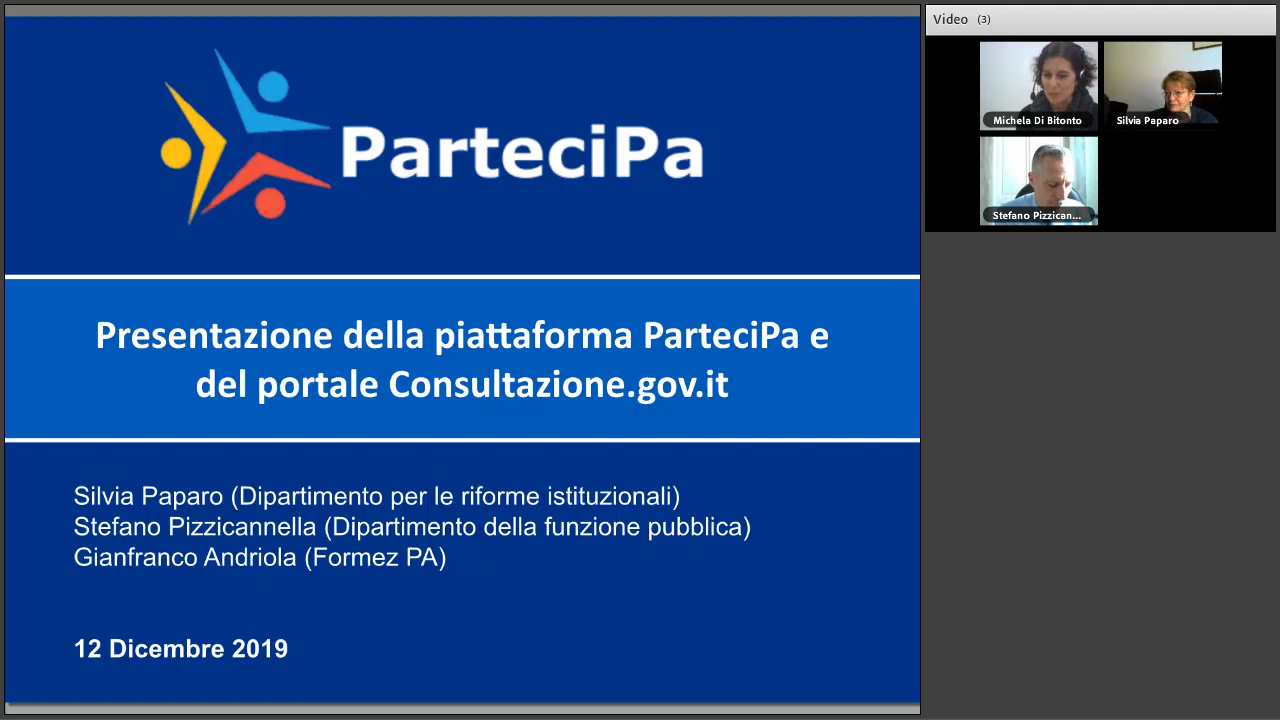 ParteciPa
Presentazione della piattaforma ParteciPa e
del portale Consultazione.gov.it
Silvia Paparo (Dipartimento per le riforme istituzionali)
Stefano Pizzicannella (Dipartimento della funzione pubblica)
Gianfranco Andriola (Formez PA)
12 Dicembre 2019
Video (3)
Michela Di Bitonto
Silvia Paparo
Stefano Pizzican...